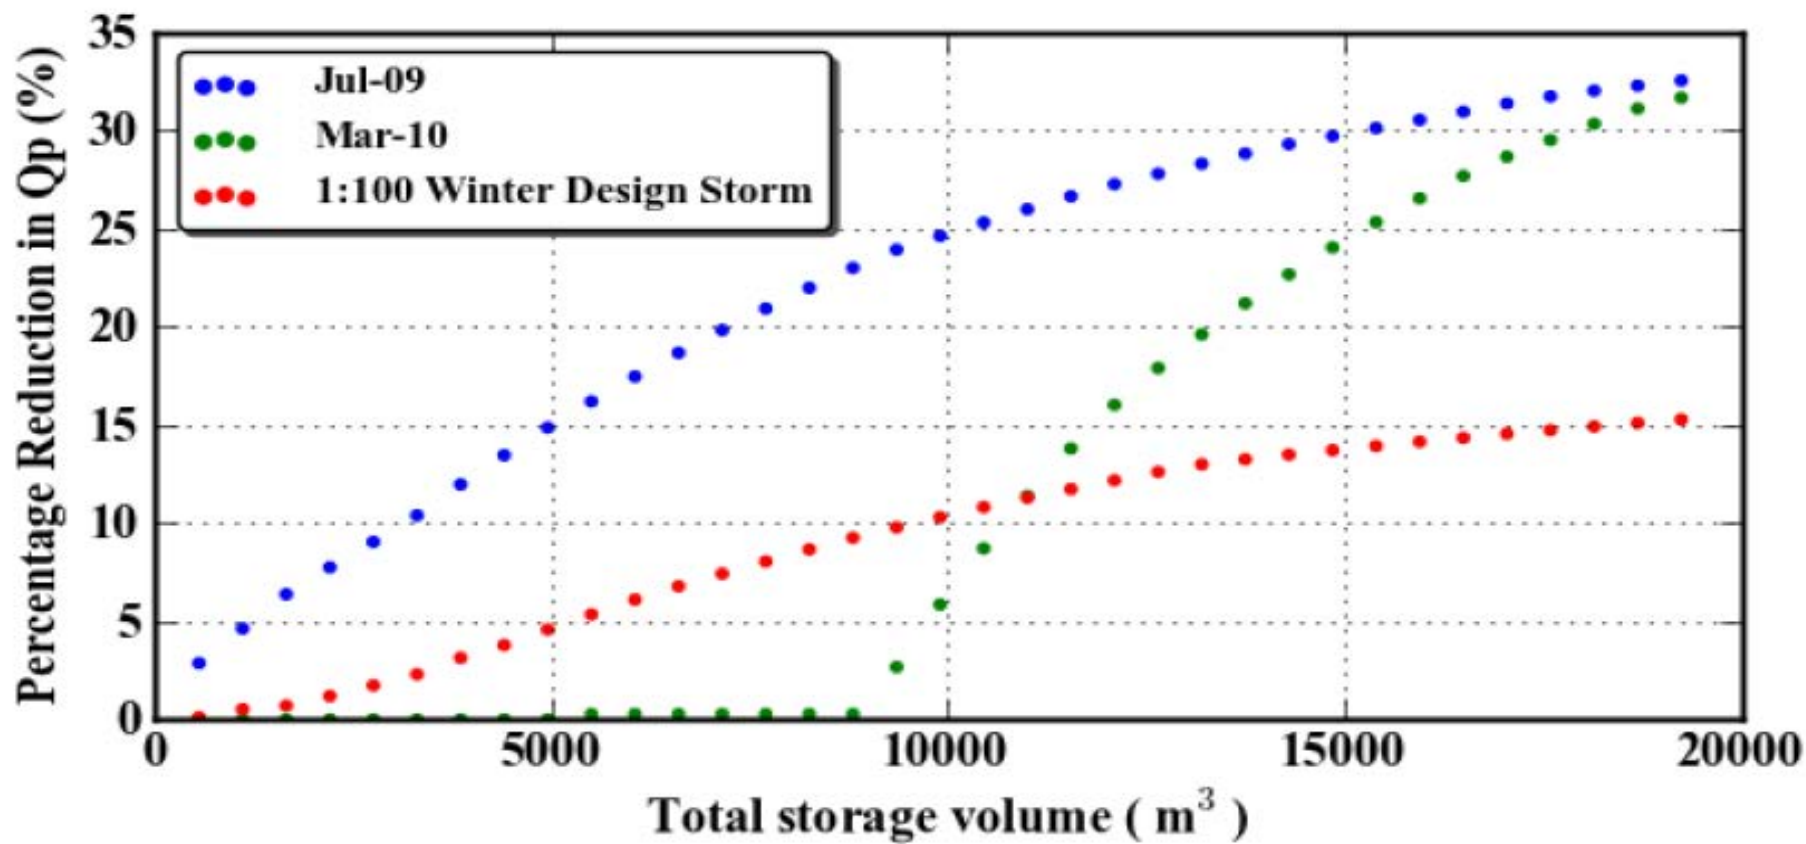 Percentage Reduction in Qp (%)
35
30
25
20
15
10
5
0
Jul-09
Mar-10
1:100 Winter Design Storm
0 5000 10000 15000 20000
Total storage volume ( m³ )